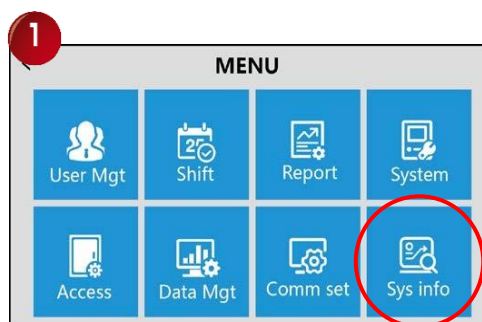 1
MENU
User Mgt
Shift
Report
System
Access
Data Mgt
Comm set
Sys info